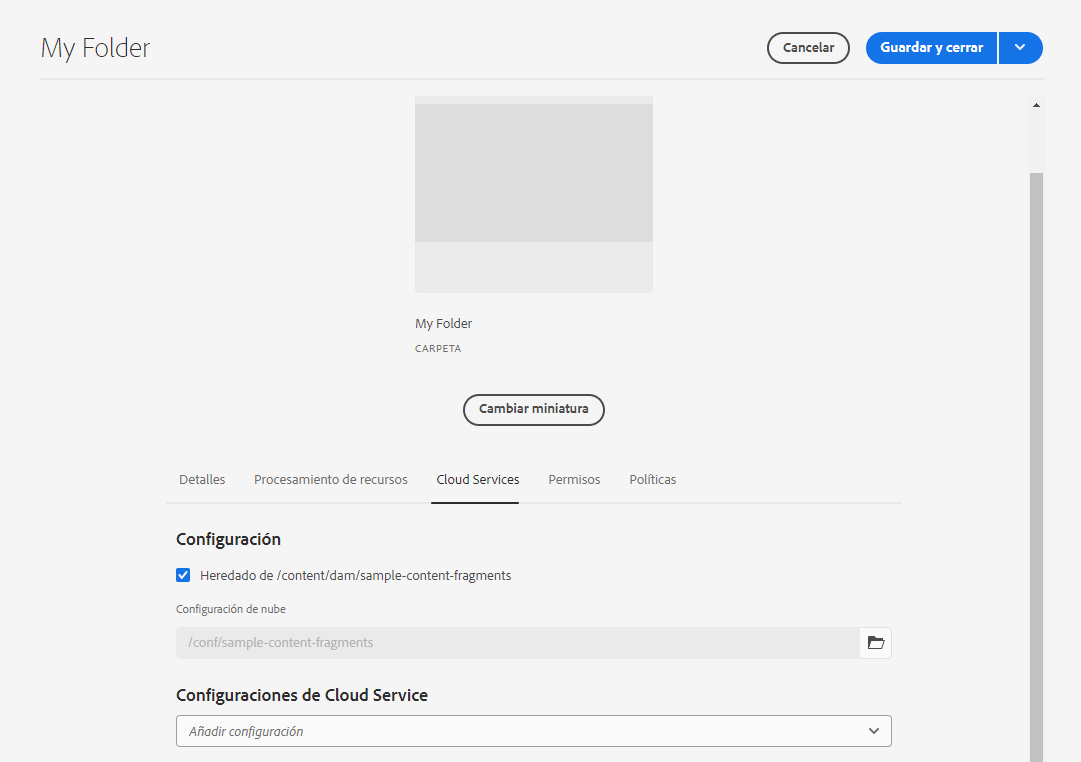 My Folder
Cancelar
Guardar y cerrar
My Folder
CARPETA
Cambiar miniatura
Detalles Procesamiento de recursos Cloud Services Permisos Políticas
Configuración
Heredado de /content/dam/sample-content-fragments
Configuración de nube
/conf/sample-content-fragments
Configuraciones de Cloud Service
Añadir configuración